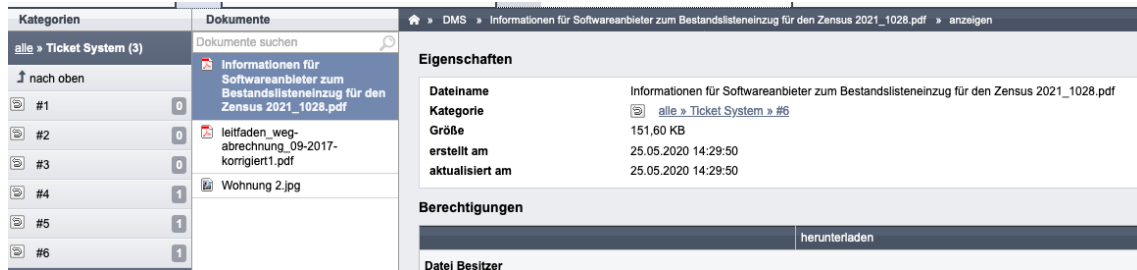 Kategorien
alle » Ticket System (3)
nach oben
#1 0
#2 0
#3 0
#4 1
#5 1
#6 1
Dokumente
Dokumente suchen
Informationen für
Softwareanbieter zum
Bestandslisteneinzug für den
Zensus 2021_1028.pdf
leitfaden_weg-
abrechnung_09-2017-
korrigiert1.pdf
Wohnung 2.jpg
» DMS » Informationen für Softwareanbieter zum Bestandslisteneinzug für den Zensus 2021_1028.pdf » anzeigen
Eigenschaften
Dateiname Informationen für Softwareanbieter zum Bestandslisteneinzug für den Zensus 2021_1028.pdf
Kategorie alle » Ticket System » #6
Größe 151,60 KB
erstellt am 25.05.2020 14:29:50
aktualisiert am 25.05.2020 14:29:50
Berechtigungen
herunterladen
Datei Besitzer